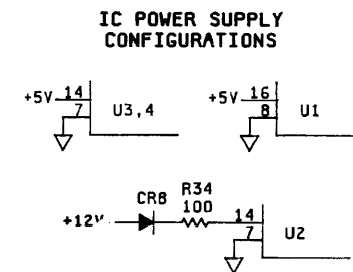 IC POWER SUPPLY
CONFIGURATIONS
+5V 14
7
U3,4
+5V 16
8
U1
CR8
R34
100
+12V
14
7
U2